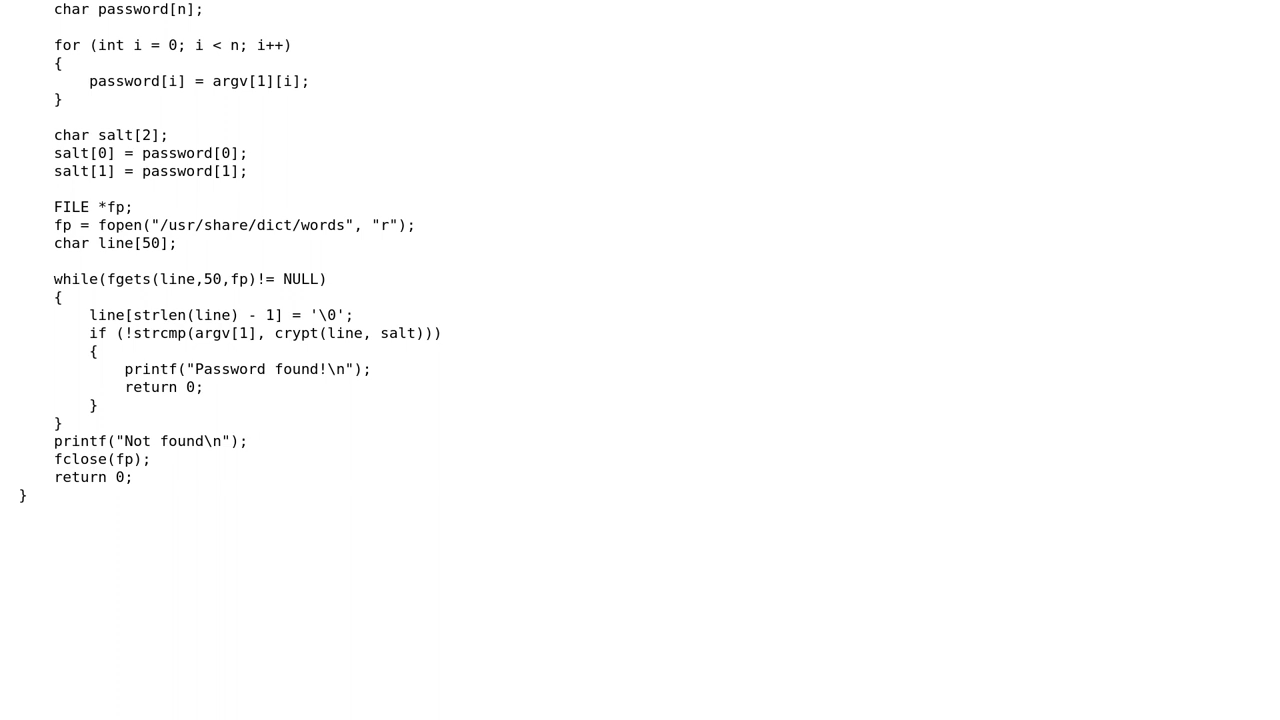 char password[n];
for (int i = 0; i < n; i++)
{
password[i] = argv[1][i];
}
char salt[2];
salt[0] = password[0];
salt[1] = password[1];
FILE *fp;
fp = fopen("/usr/share/dict/words", "r");
char line[50];
while(fgets(line,50,fp)!= NULL)
{
line[strlen(line) - 1] = '\0';
if (!strcmp(argv[1], crypt(line, salt)))
{
printf("Password found!\n");
return 0;
}
}
printf("Not found\n");
fclose(fp);
return 0;
}